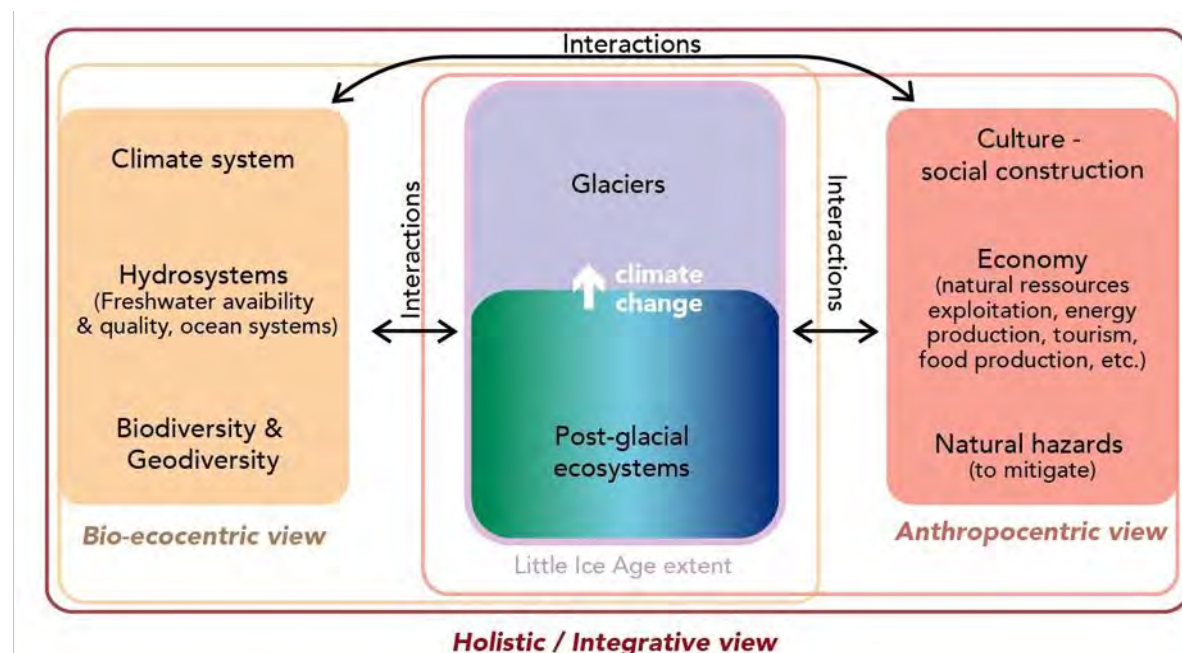 Interactions
Climate system
Hydrosystems
(Freshwater avaibility
& quality, ocean systems)
Biodiversity &
Geodiversity
Bio-ecocentric view
Interactions
Glaciers
climate
change
Post-glacial
ecosystems
Little Ice Age extent
Interactions
Culture -
social construction
Economy
(natural ressources
exploitation, energy
production, tourism,
food production, etc.)
Natural hazards
(to mitigate)
Anthropocentric view
Holistic / Integrative view